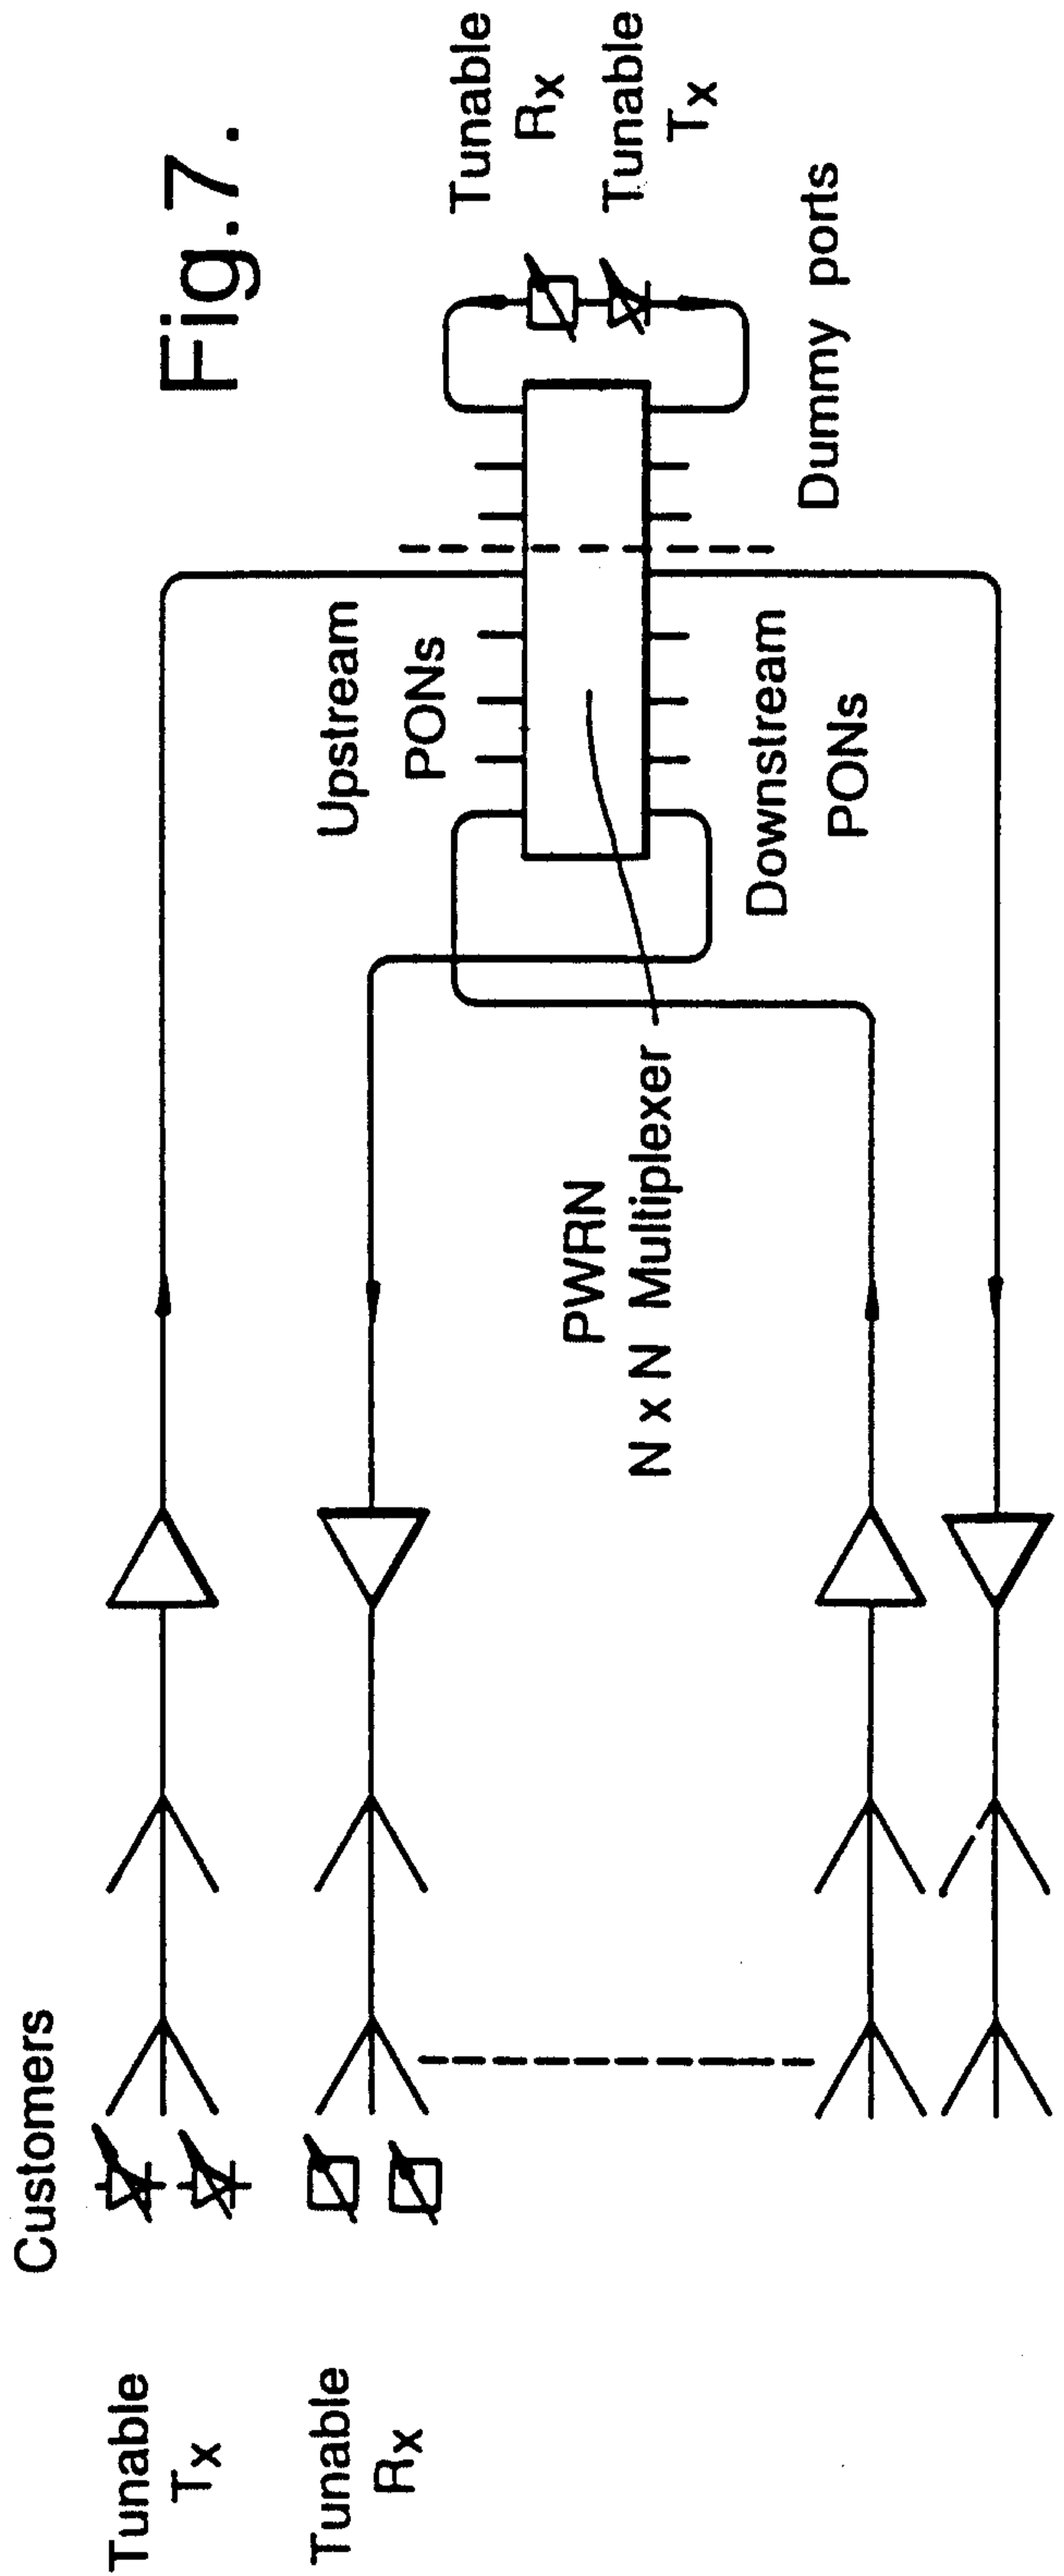 Fig.7.
Customers
Tunable
Tx
Tunable
Rx
Upstream
PONs
PWRN
N x N Multiplexer
Downstream
PONs
Tunable
Rx
Tunable
Tx
Dummy ports